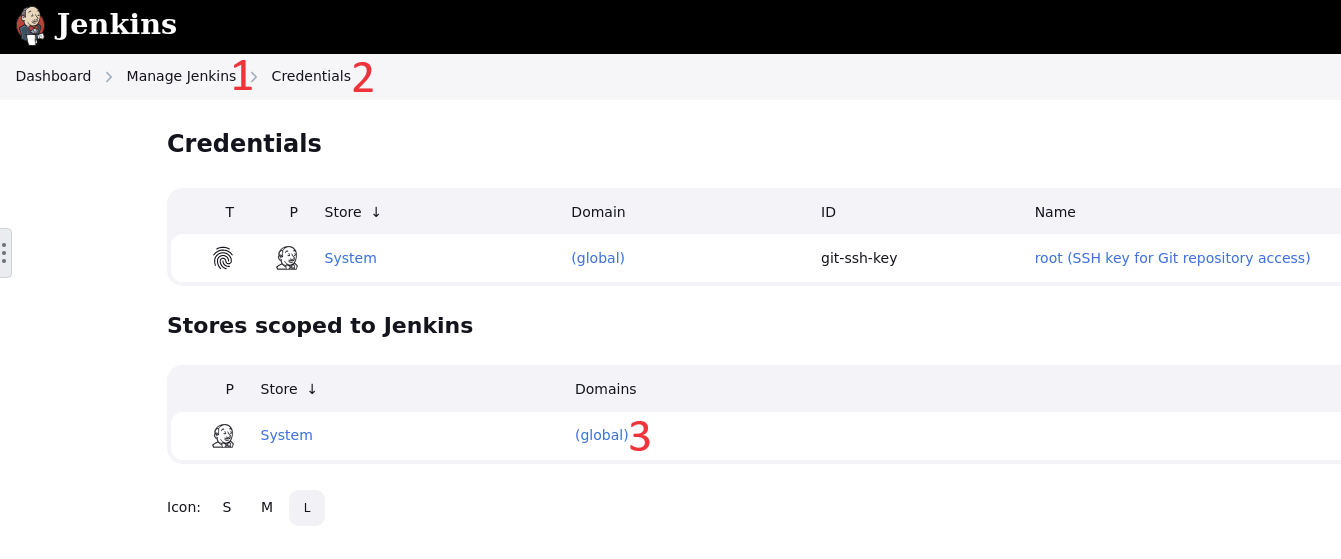 Jenkins
Dashboard > Manage Jenkins 1 > Credentials 2
Credentials
T P Store ↓ Domain ID Name
System (global) git-ssh-key root (SSH key for Git repository access)
Stores scoped to Jenkins
P Store ↓ Domains
System (global) 3
Icon: S M L